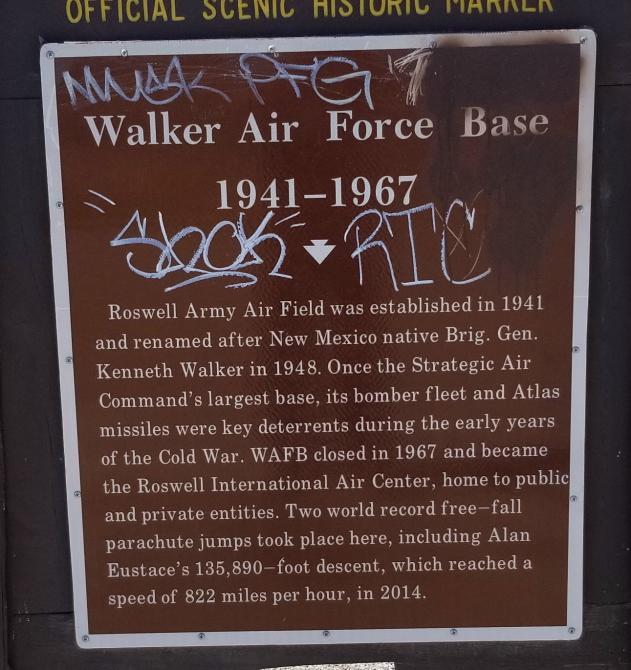 OFFICIAL SCENIC HISTORIC MARKER
PFG
Walker Air Force Base
1941–1967
RTC
Roswell Army Air Field was established in 1941
and renamed after New Mexico native Brig. Gen.
Kenneth Walker in 1948. Once the Strategic Air
Command's largest base, its bomber fleet and Atlas
missiles were key deterrents during the early years
of the Cold War. WAFB closed in 1967 and became
the Roswell International Air Center, home to public
and private entities. Two world record free–fall
parachute jumps took place here, including Alan
Eustace's 135,890–foot descent, which reached a
speed of 822 miles per hour, in 2014.